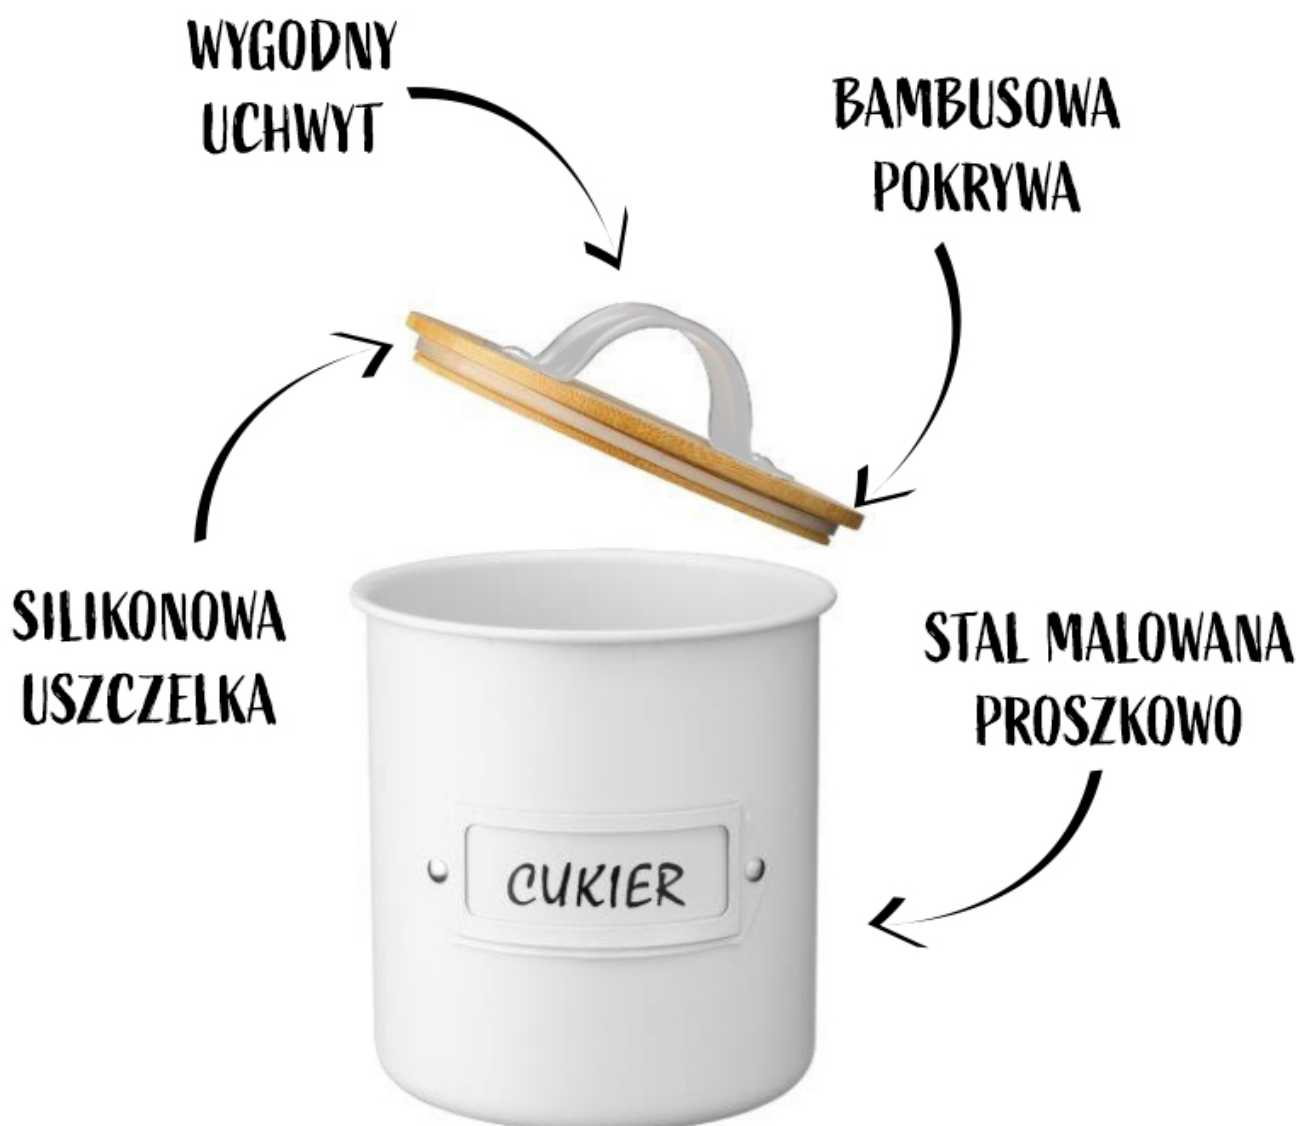 WYGODNY
UCHWYT
BAMBUSOWA
POKRYWA
SILIKONOWA
USZCZELKA
STAL MALOWANA
PROSZKOWO
CUKIER